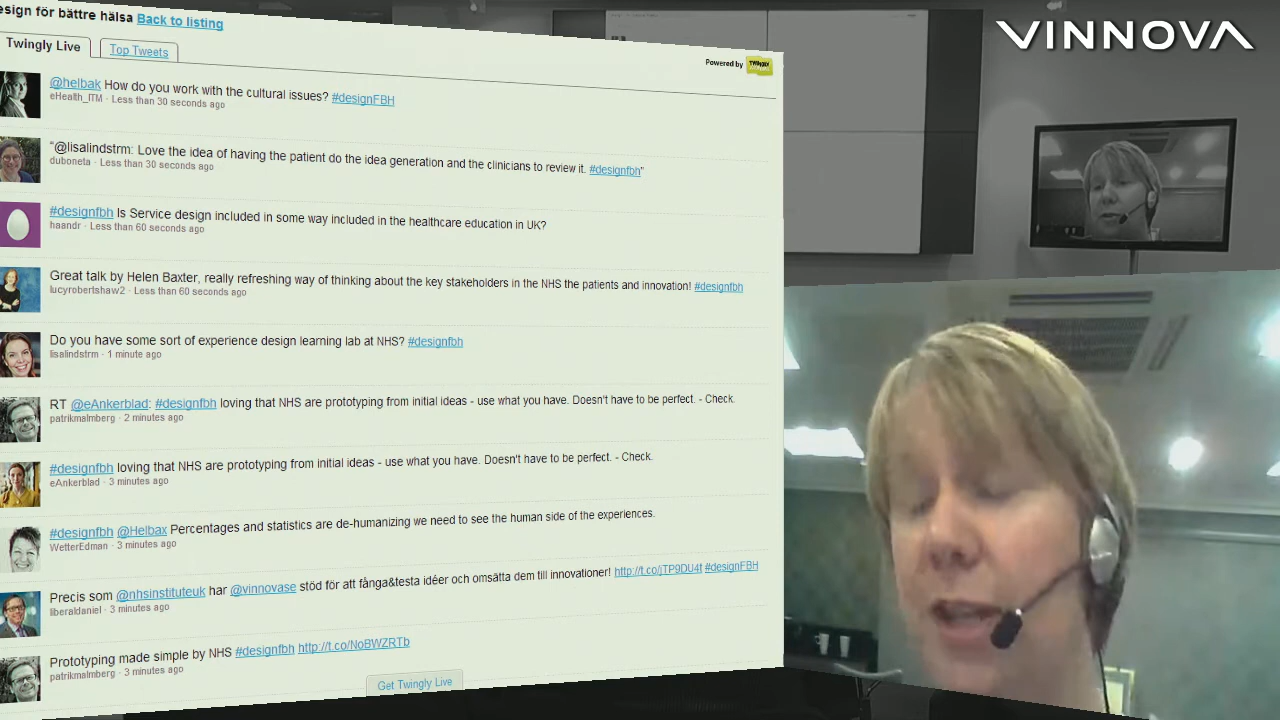 VINNOVA
esign för bättre hälsa Back to listing
Twingly Live
Top Tweets
Powered by TWINGLY
@helbak How do you work with the cultural issues? #designFBH
eHealth_ITM · Less than 30 seconds ago
"@lisalindstrm: Love the idea of having the patient do the idea generation and the clinicians to review it. #designfbh"
duboneta · Less than 30 seconds ago
#designfbh Is Service design included in some way included in the healthcare education in UK?
haandr · Less than 60 seconds ago
Great talk by Helen Baxter, really refreshing way of thinking about the key stakeholders in the NHS the patients and innovation! #designfbh
lucyrobertshaw2 · Less than 60 seconds ago
Do you have some sort of experience design learning lab at NHS? #designfbh
lisalindstrm · 1 minute ago
RT @eAnkerblad: #designfbh loving that NHS are prototyping from initial ideas - use what you have. Doesn't have to be perfect. - Check.
patrikmalmberg · 2 minutes ago
#designfbh loving that NHS are prototyping from initial ideas - use what you have. Doesn't have to be perfect. - Check.
eAnkerblad · 3 minutes ago
#designfbh @Helbax Percentages and statistics are de-humanizing we need to see the human side of the experiences.
WetterEdman · 3 minutes ago
Precis som @nhsinstituteuk har @vinnovase stöd för att fånga&testa idéer och omsätta dem till innovationer! http://t.co/jTP9DU4f #designFBH
liberaldaniel · 3 minutes ago
Prototyping made simple by NHS #designfbh http://t.co/NoBWZRTb
patrikmalmberg · 3 minutes ago
Get Twingly Live